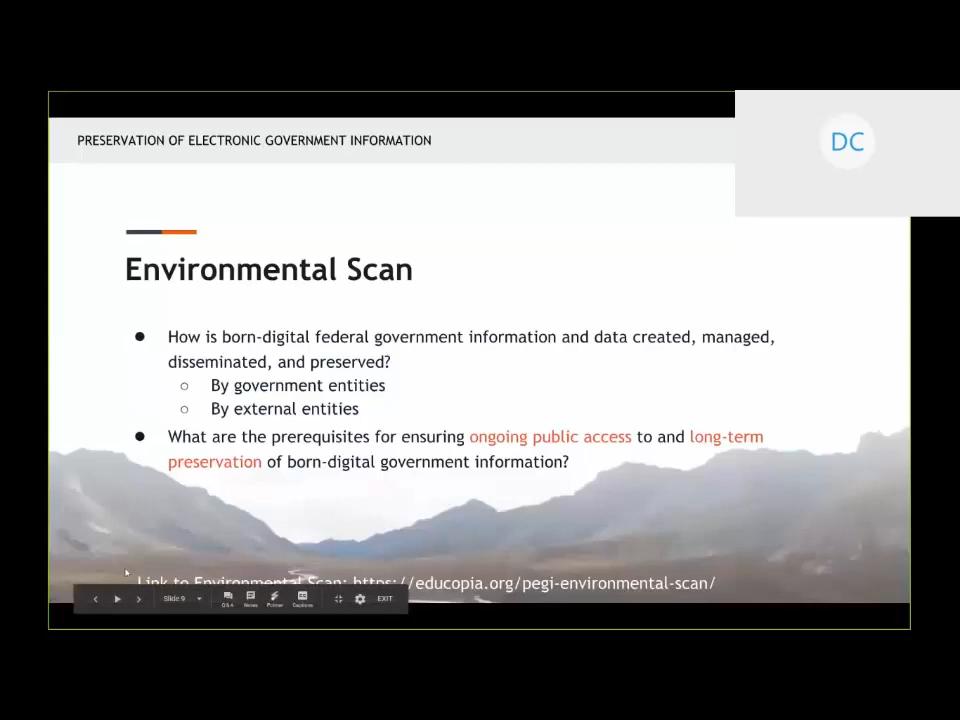 PRESERVATION OF ELECTRONIC GOVERNMENT INFORMATION
DC
Environmental Scan
● How is born-digital federal government information and data created, managed,
disseminated, and preserved?
○ By government entities
○ By external entities
● What are the prerequisites for ensuring ongoing public access to and long-term
preservation of born-digital government information?
Link to Environmental Scan: https://educopia.org/pegi-environmental-scan/
Slide 9
Q&A Notes Pointer Captions
EXIT